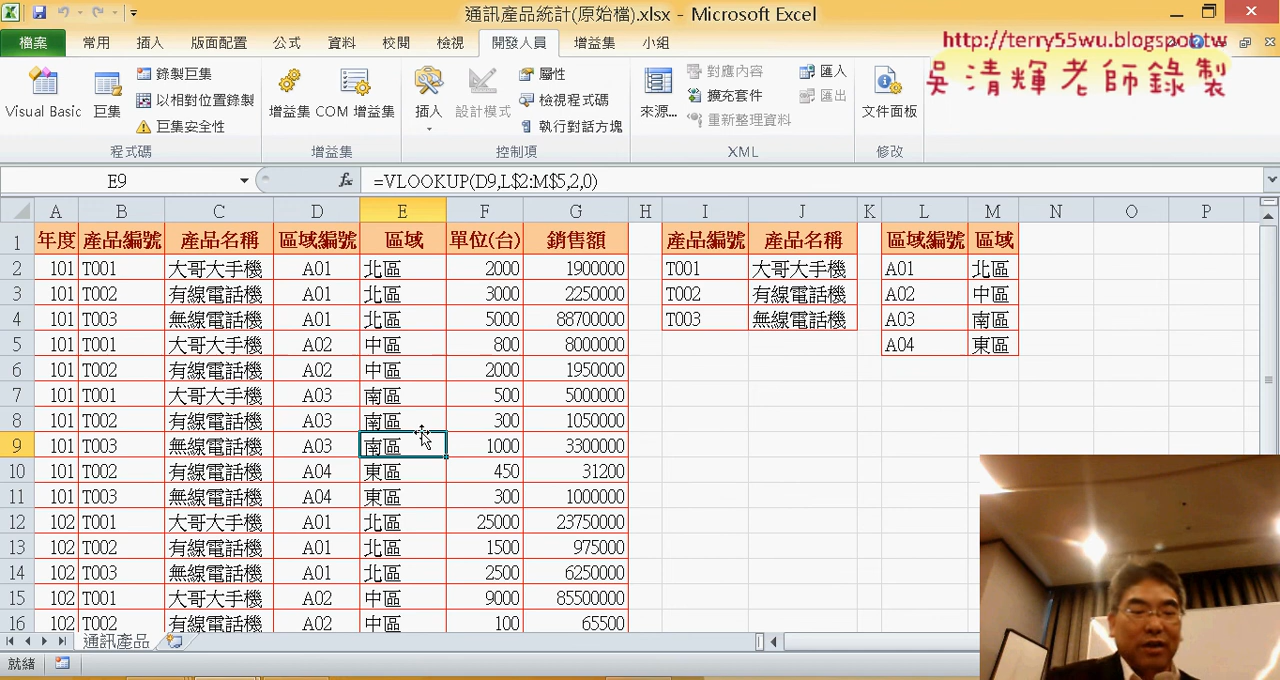 通訊產品統計(原始檔).xlsx - Microsoft Excel
檔案 常用 插入 版面配置 公式 資料 校閱 檢視 開發人員 增益集 小組
http://terry55wu.blogspot.tw
吳清輝老師錄製
Visual Basic 巨集 錄製巨集 以相對位置錄製 巨集安全性
增益集 COM 增益集
插入 設計模式 屬性 檢視程式碼 執行對話方塊
來源... 對應內容 擴充套件 重新整理資料 匯入 匯出
文件面板
程式碼 增益集 控制項 XML 修改
E9 fx =VLOOKUP(D9,L$2:M$5,2,0)
A B C D E F G H I J K L M N O P
1 年度 產品編號 產品名稱 區域編號 區域 單位(台) 銷售額 產品編號 產品名稱 區域編號 區域
2 101 T001 大哥大手機 A01 北區 2000 1900000 T001 大哥大手機 A01 北區
3 101 T002 有線電話機 A01 北區 3000 2250000 T002 有線電話機 A02 中區
4 101 T003 無線電話機 A01 北區 5000 88700000 T003 無線電話機 A03 南區
5 101 T001 大哥大手機 A02 中區 800 8000000 A04 東區
6 101 T002 有線電話機 A02 中區 2000 1950000
7 101 T001 大哥大手機 A03 南區 500 5000000
8 101 T002 有線電話機 A03 南區 300 1050000
9 101 T003 無線電話機 A03 南區 1000 3300000
10 101 T002 有線電話機 A04 東區 450 31200
11 101 T003 無線電話機 A04 東區 300 1000000
12 102 T001 大哥大手機 A01 北區 25000 23750000
13 102 T002 有線電話機 A01 北區 1500 975000
14 102 T003 無線電話機 A01 北區 2500 6250000
15 102 T001 大哥大手機 A02 中區 9000 85500000
16 102 T002 有線電話機 A02 中區 100 65500
通訊產品
就緒